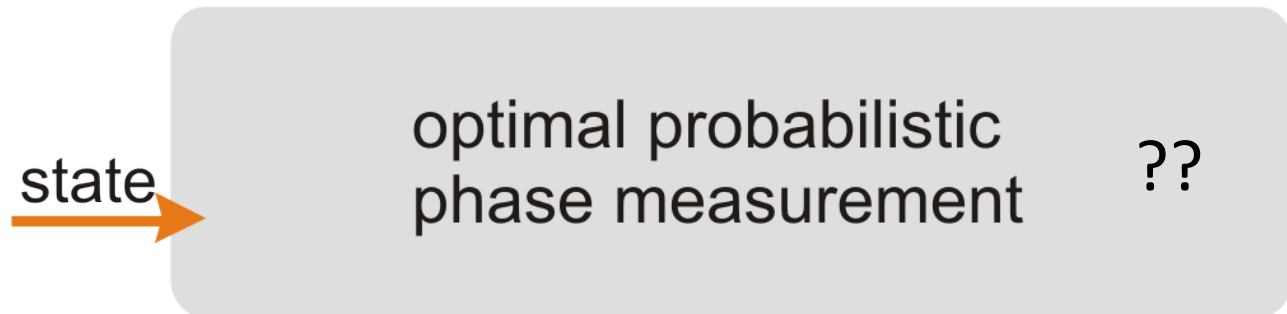 state
optimal probabilistic
phase measurement
??